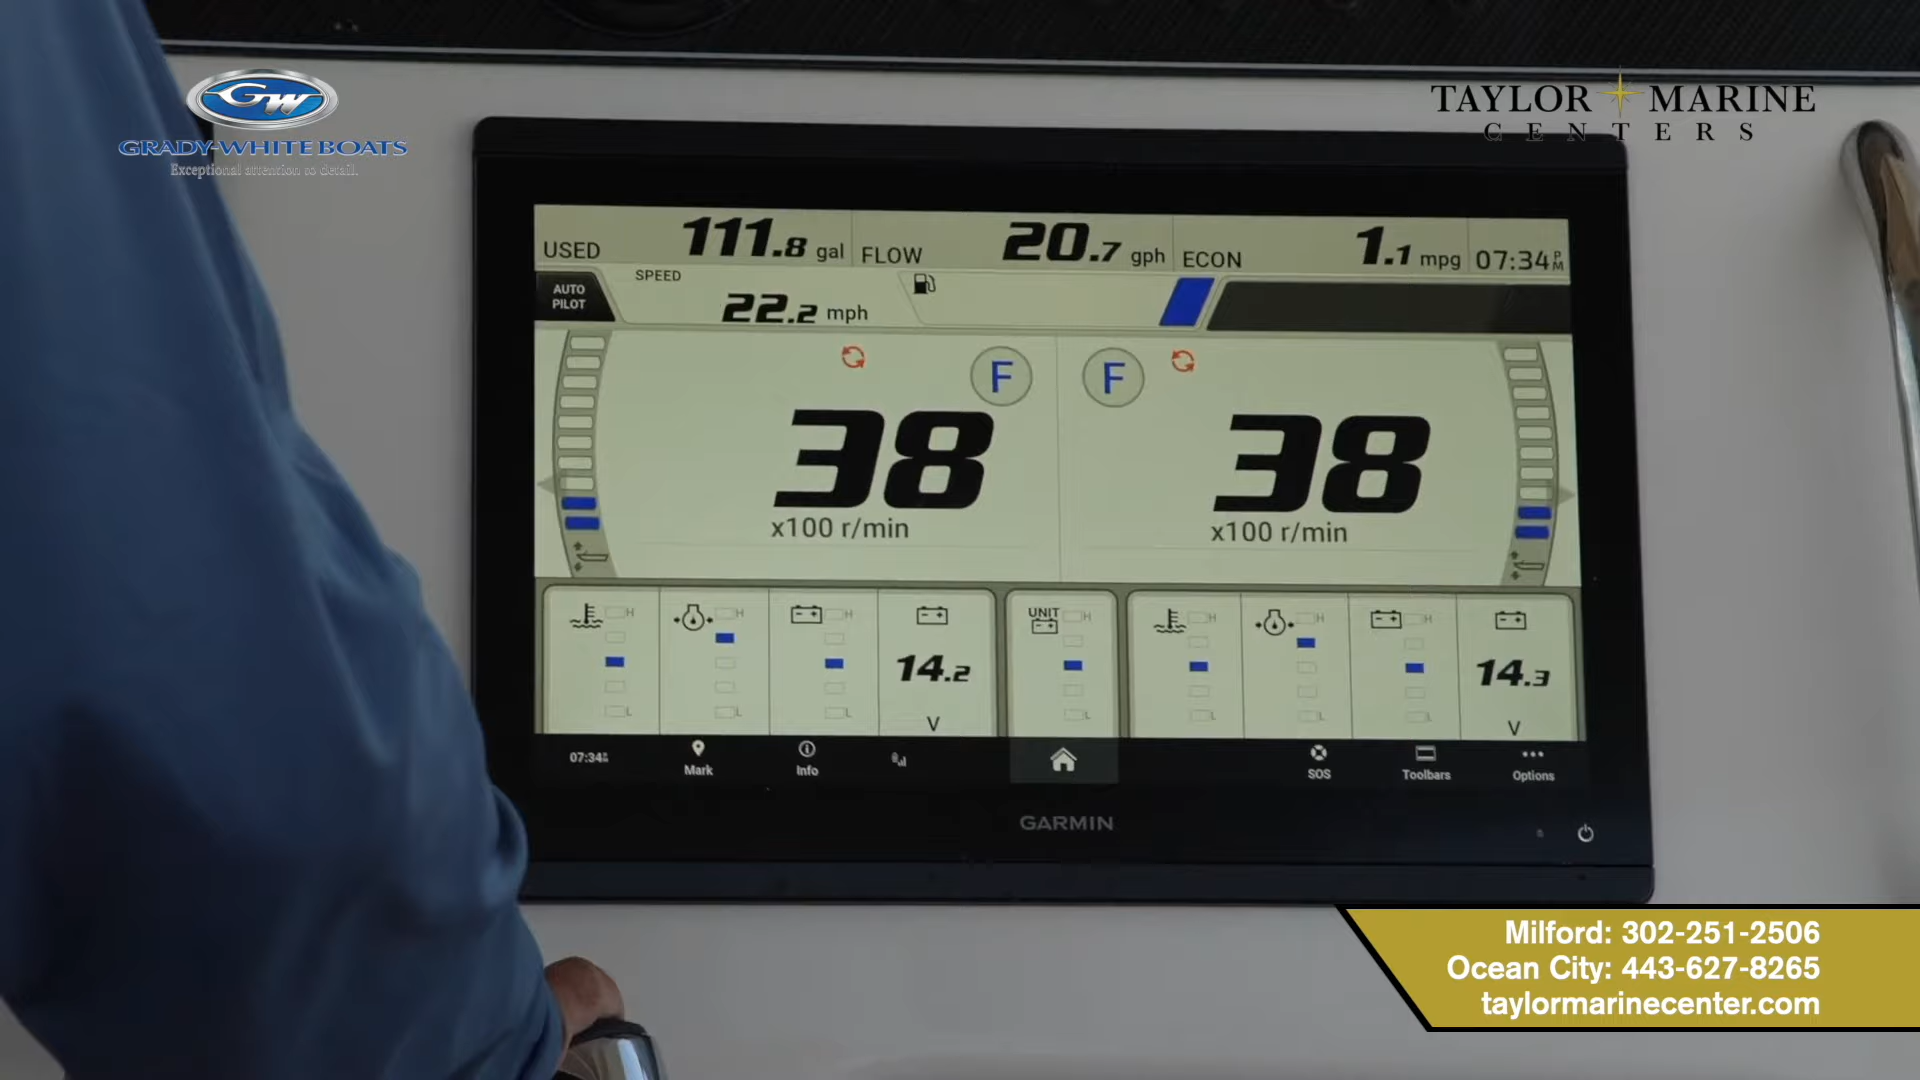 GW
GRADY-WHITE BOATS
Exceptional attention to detail.
TAYLOR MARINE
CENTERS
USED 111.8 gal FLOW 20.7 gph ECON 1.1 mpg 07:34 PM
AUTO
PILOT
SPEED
22.2 mph
F F
38 38
x100 r/min x100 r/min
H H H UNIT H H H H
14.2 14.3
L L L V L L L L V
07:34 Mark Info SOS Toolbars Options
GARMIN
Milford: 302-251-2506
Ocean City: 443-627-8265
taylormarinecenter.com